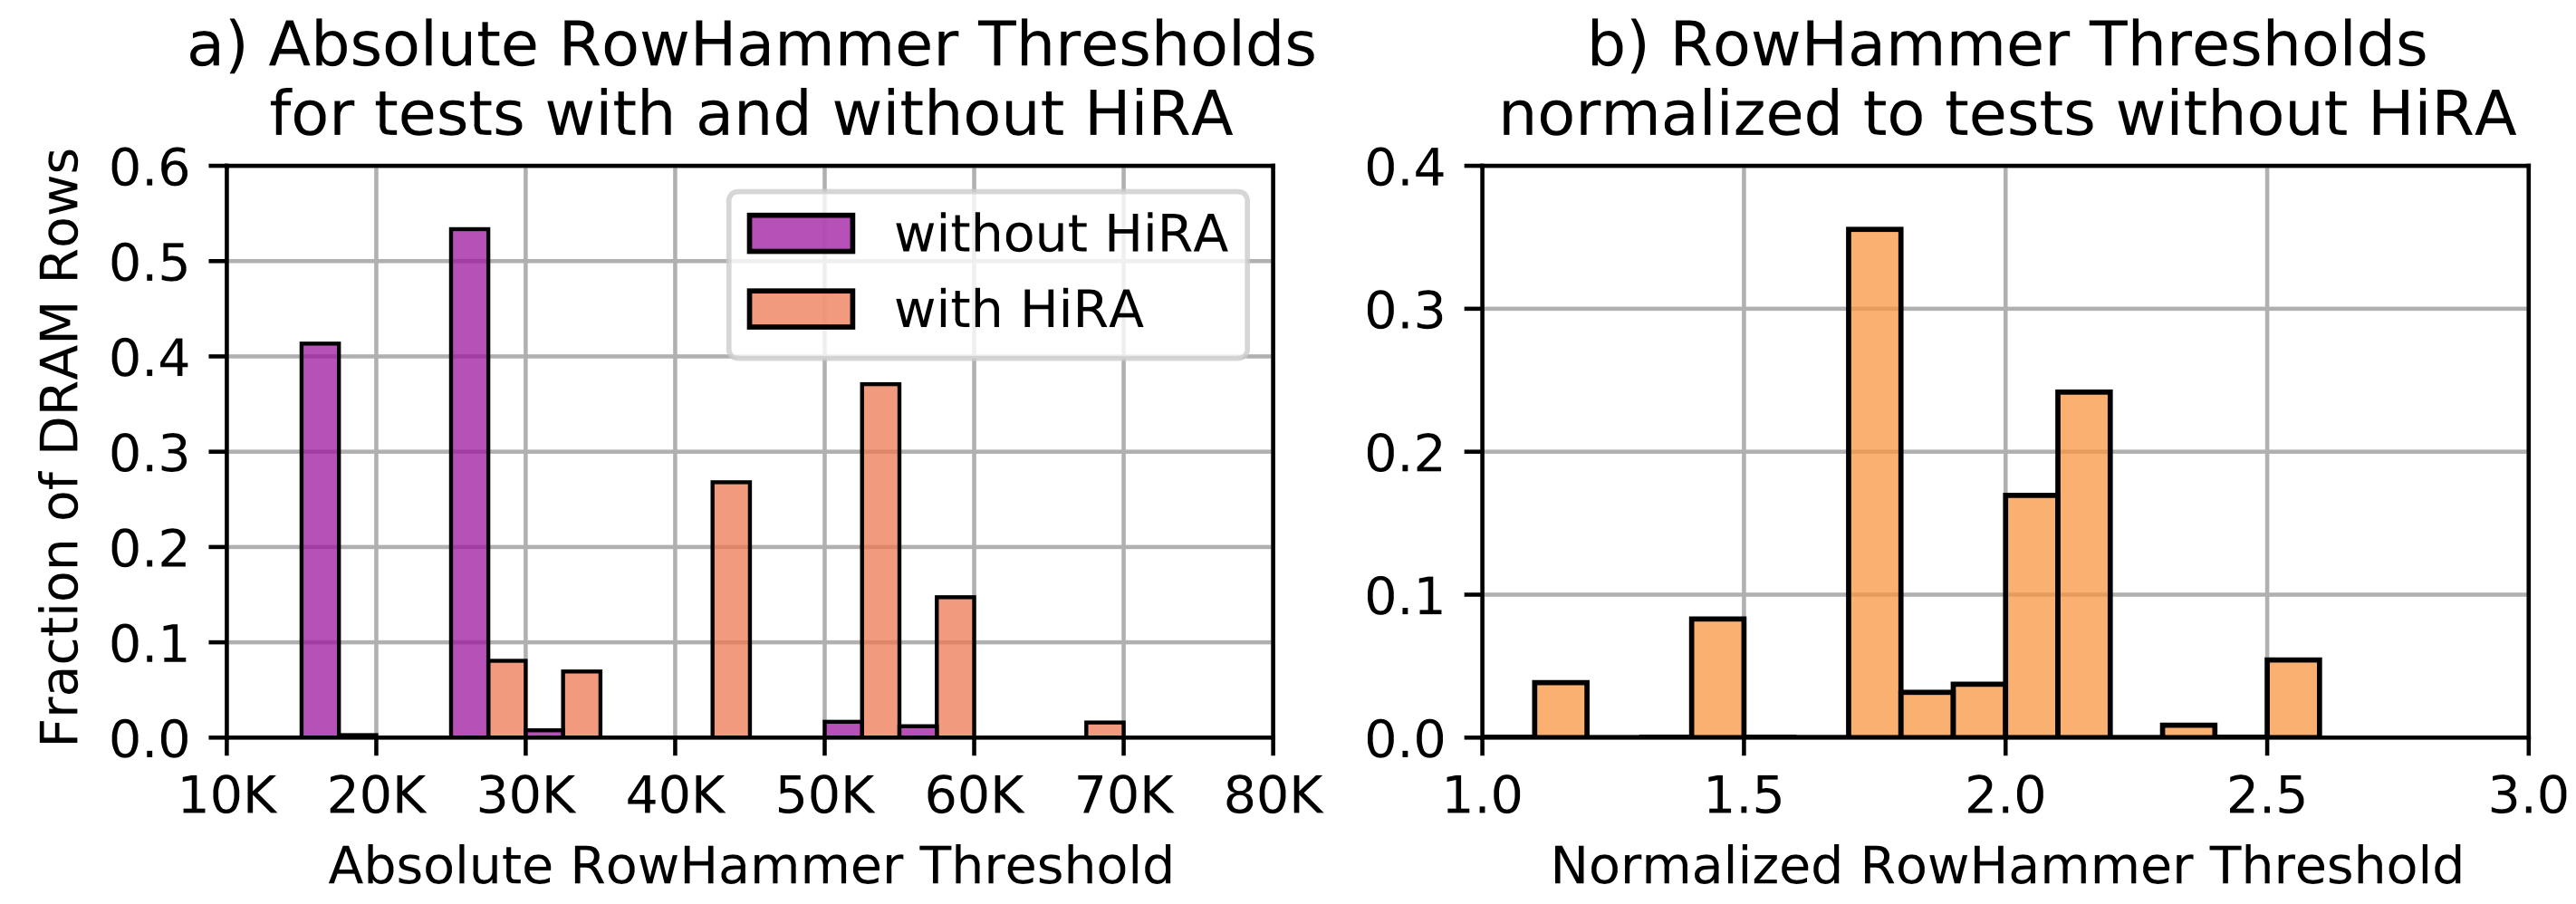 a) Absolute RowHammer Thresholds
for tests with and without HiRA
Fraction of DRAM Rows
0.6
0.5
0.4
0.3
0.2
0.1
0.0
without HiRA
with HiRA
10K 20K 30K 40K 50K 60K 70K 80K
Absolute RowHammer Threshold
b) RowHammer Thresholds
normalized to tests without HiRA
0.4
0.3
0.2
0.1
0.0
1.0 1.5 2.0 2.5 3.0
Normalized RowHammer Threshold